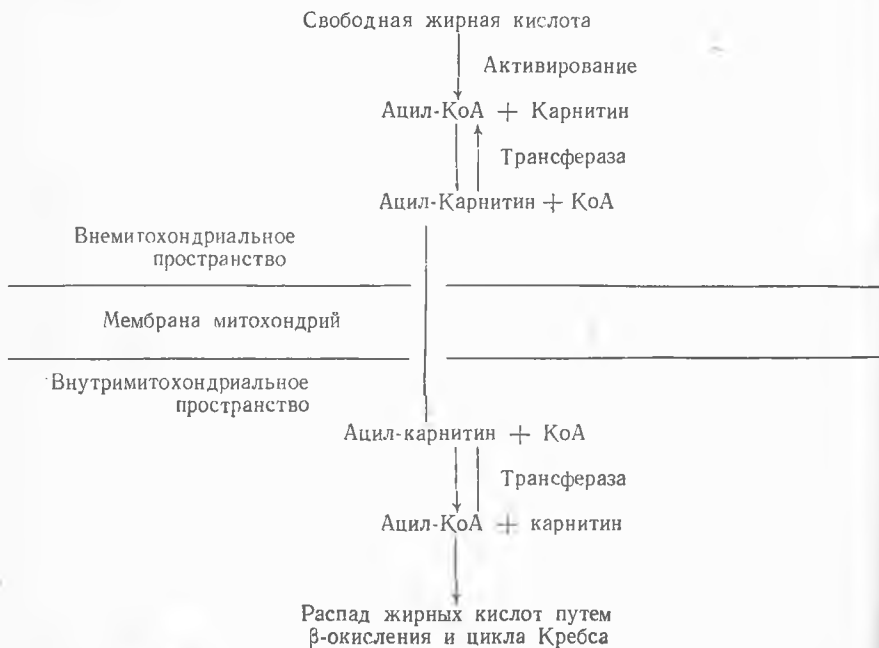 Свободная жирная кислота
Активирование
Ацил-КоА + Карнитин
Трансфераза
Ацил-Карнитин + КоА
Внемитохондриальное
пространство
Мембрана митохондрий
Внутримитохондриальное
пространство
Ацил-карнитин + КоА
Трансфераза
Ацил-КоА + карнитин
Распад жирных кислот путем
β-окисления и цикла Кребса